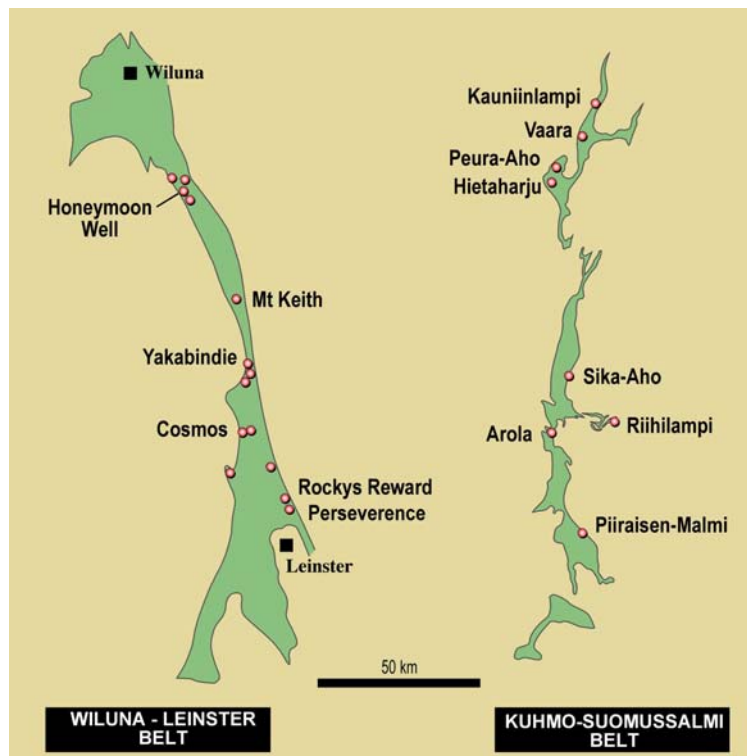 Wiluna
Honeymoon
Well
Mt Keith
Yakabindie
Cosmos
Rockys Reward
Perseverence
Leinster
Kauniinlampi
Vaara
Peura-Aho
Hietaharju
Sika-Aho
Arola
Riihilampi
Piiraisen-Malmi
50 km
WILUNA - LEINSTER
BELT
KUHMO-SUOMUSSALMI
BELT